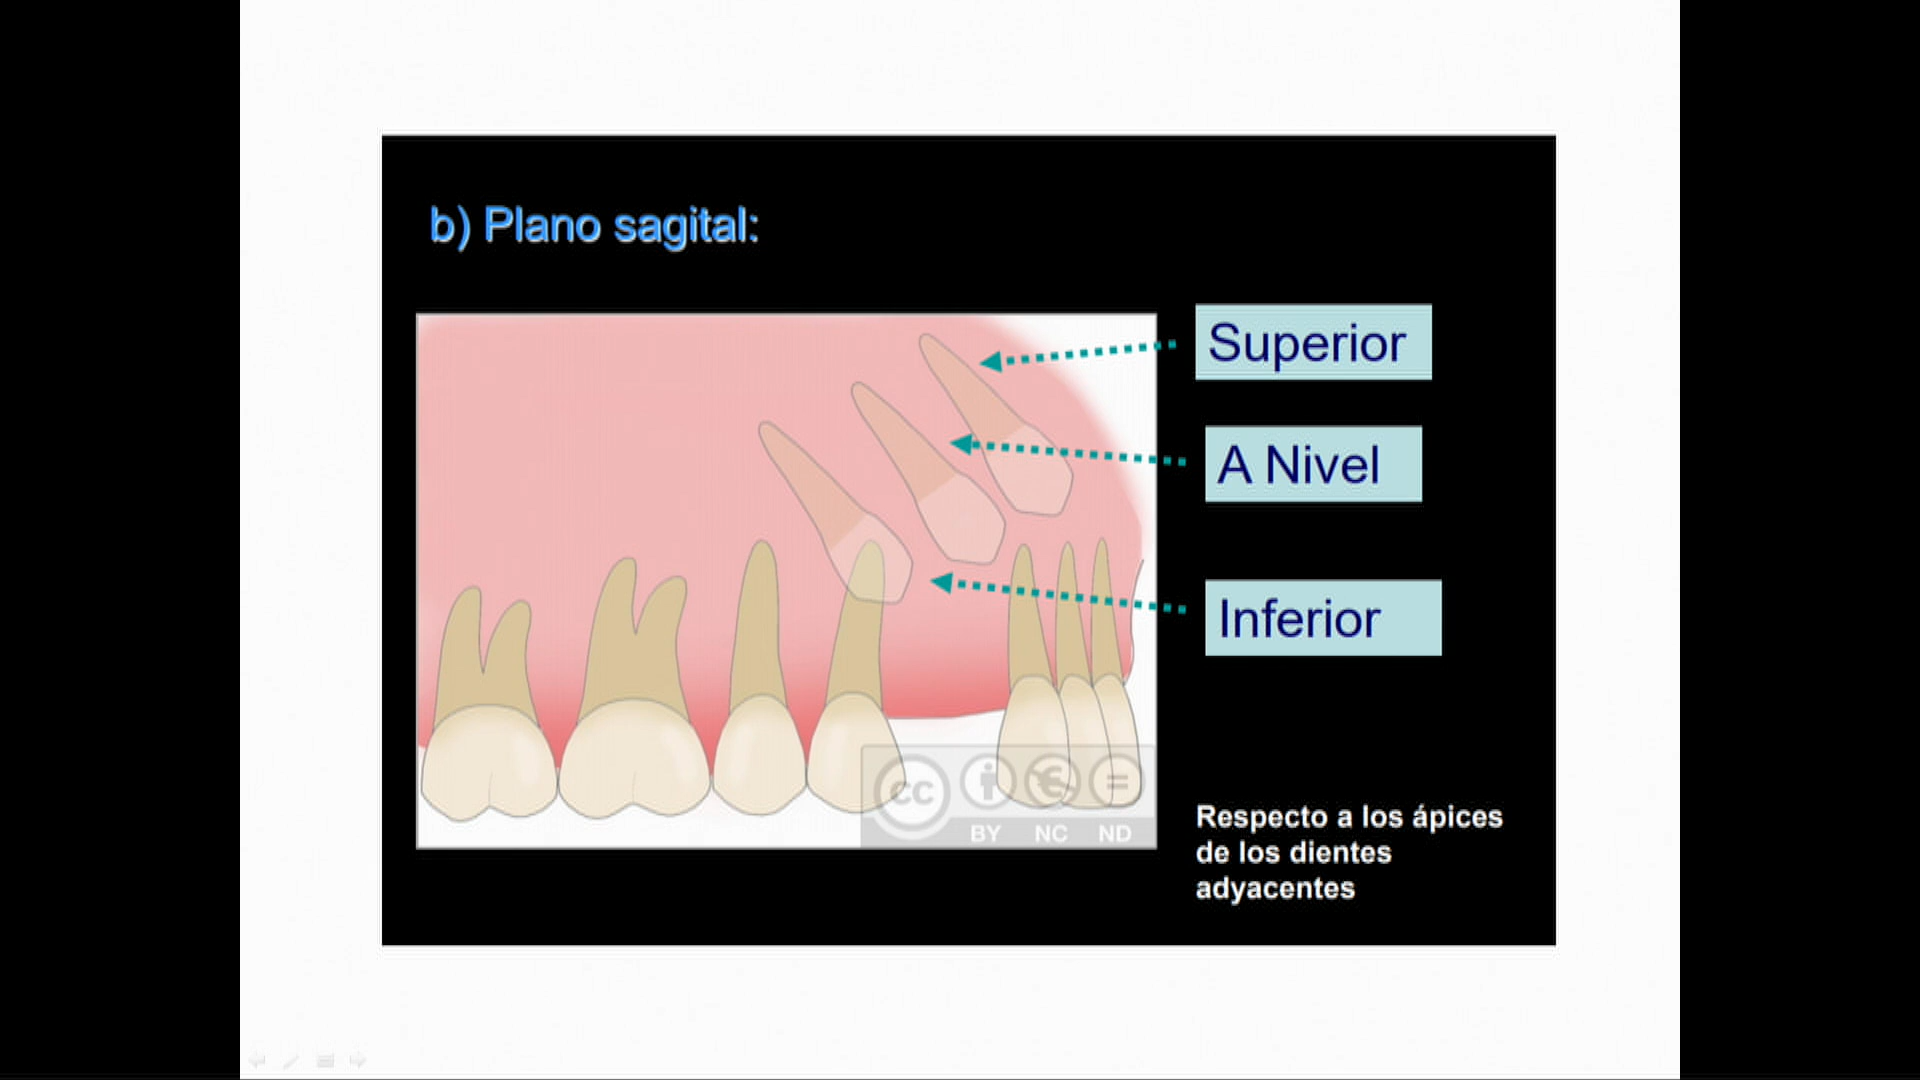 b) Plano sagital:
Superior
A Nivel
Inferior
Respecto a los ápices
de los dientes
adyacentes
cc
BY NC ND